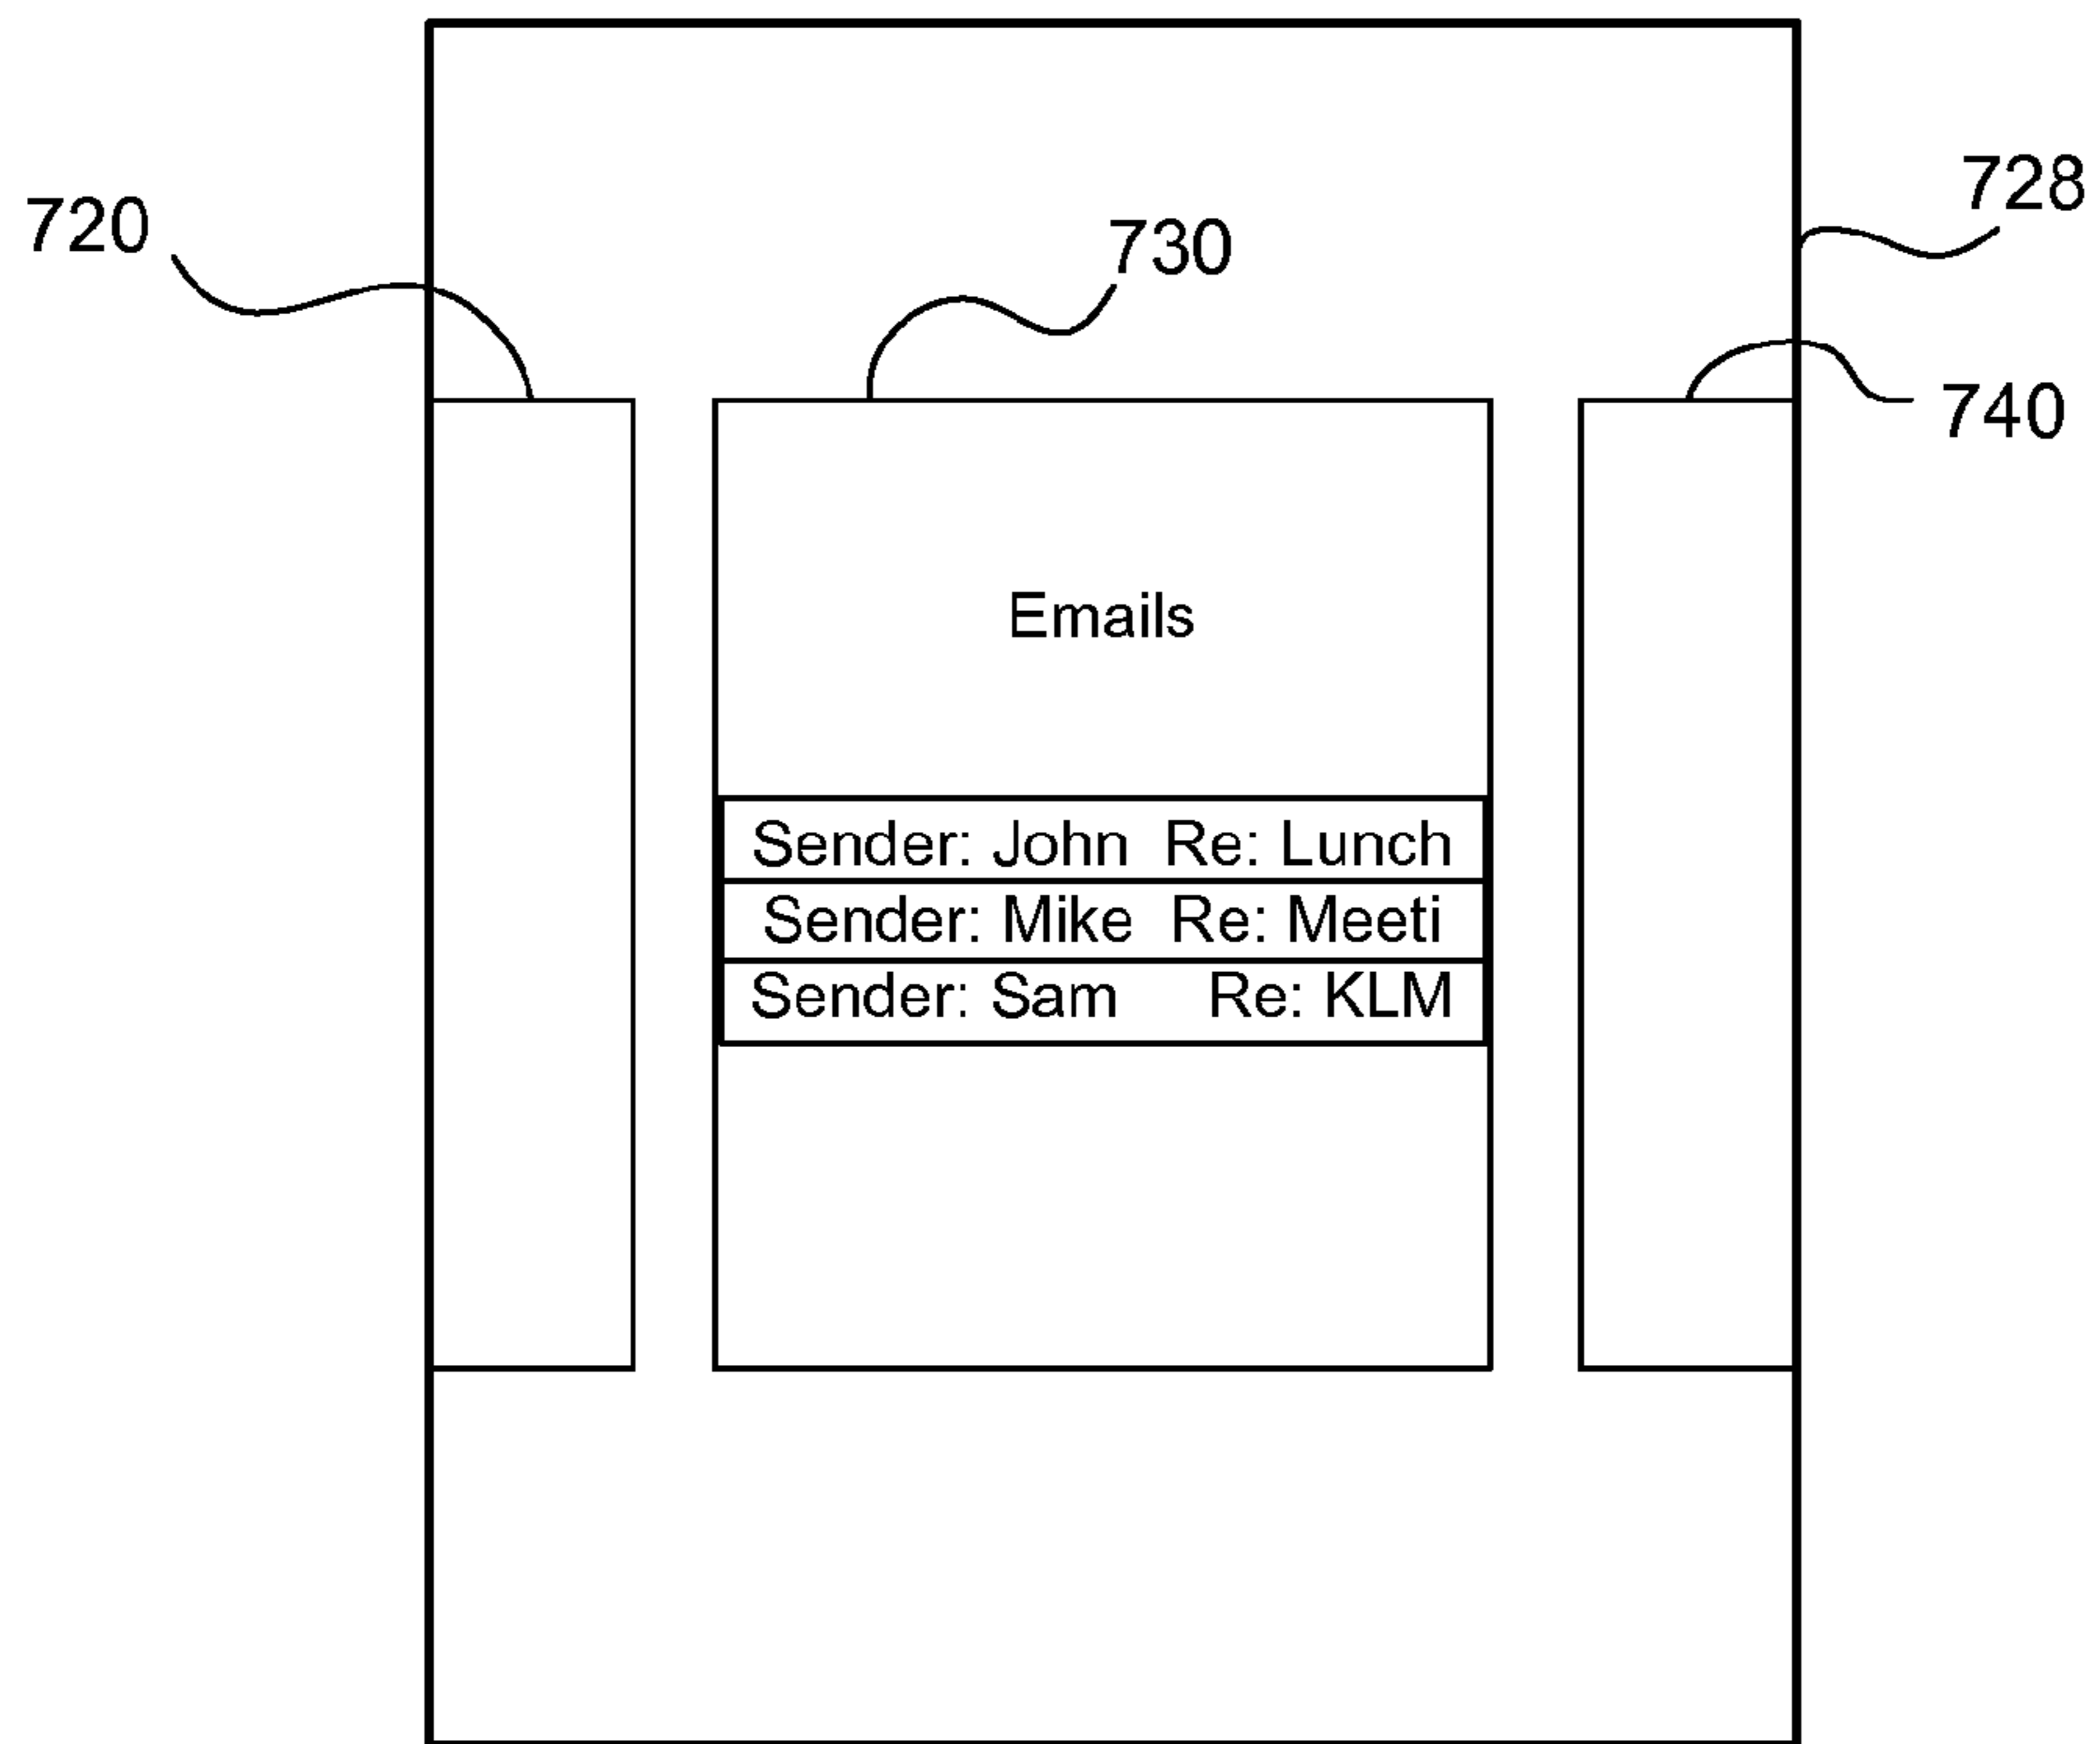 728
720
730
740
Emails
Sender: John Re: Lunch
Sender: Mike Re: Meeti
Sender: Sam Re: KLM